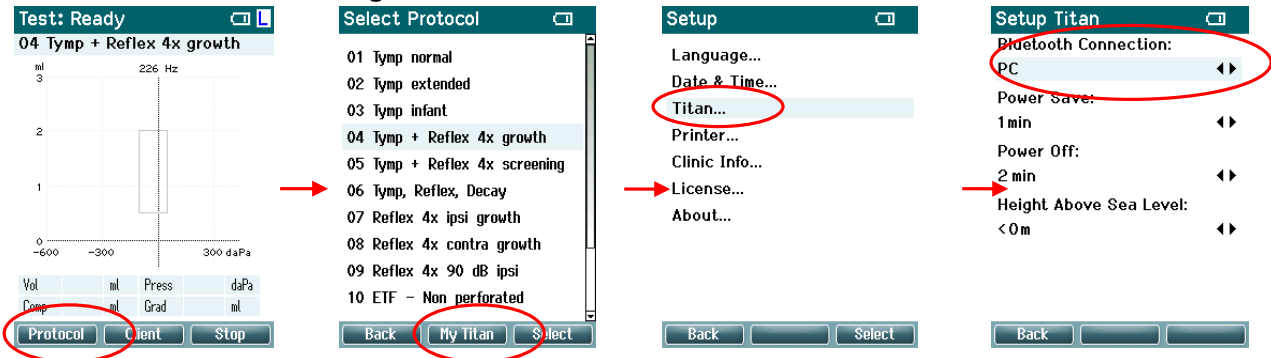 Test: Ready
L
04 Tymp + Reflex 4x growth
ml
3
226 Hz
2
1
0
-600 -300 300 daPa
Vol ml Press daPa
Comp ml Grad ml
Protocol Client Stop
Select Protocol
01 Tymp normal
02 Tymp extended
03 Tymp infant
04 Tymp + Reflex 4x growth
05 Tymp + Reflex 4x screening
06 Tymp, Reflex, Decay
07 Reflex 4x ipsi growth
08 Reflex 4x contra growth
09 Reflex 4x 90 dB ipsi
10 ETF - Non perforated
Back My Titan Select
Setup
Language...
Date & Time...
Titan...
Printer...
Clinic Info...
License...
About...
Back Select
Setup Titan
Bluetooth Connection:
PC
Power Save:
1min
Power Off:
2 min
Height Above Sea Level:
<0m
Back